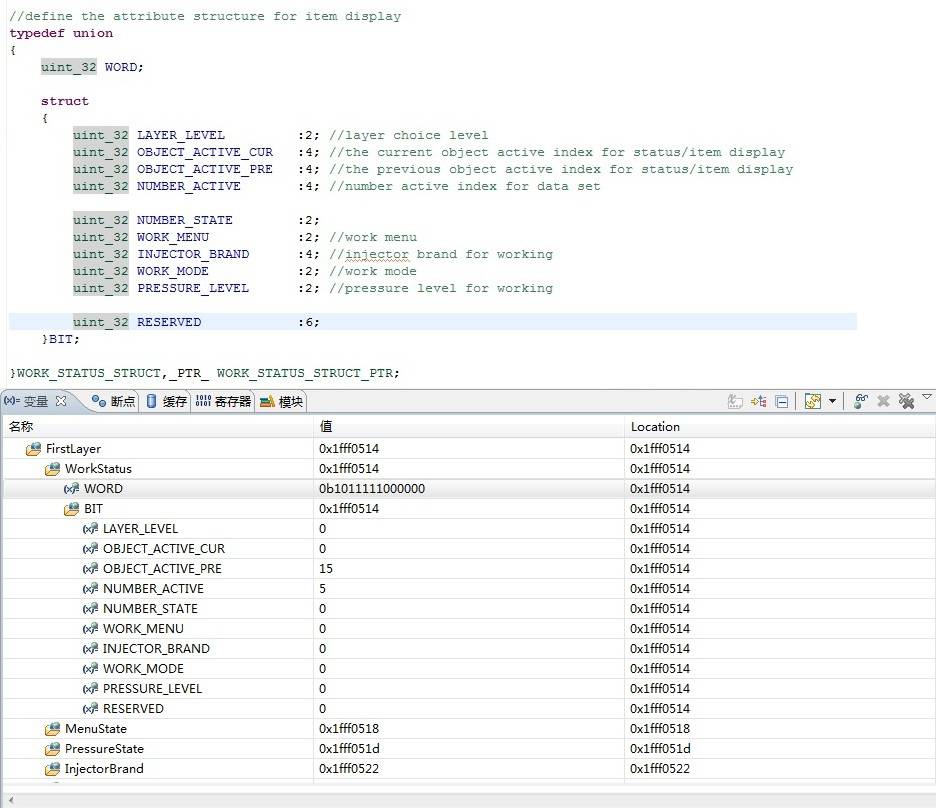 //define the attribute structure for item display
typedef union
{
uint_32 WORD;
struct
{
uint_32 LAYER_LEVEL :2; //layer choice level
uint_32 OBJECT_ACTIVE_CUR :4; //the current object active index for status/item display
uint_32 OBJECT_ACTIVE_PRE :4; //the previous object active index for status/item display
uint_32 NUMBER_ACTIVE :4; //number active index for data set
uint_32 NUMBER_STATE :2;
uint_32 WORK_MENU :2; //work menu
uint_32 INJECTOR_BRAND :4; //injector brand for working
uint_32 WORK_MODE :2; //work mode
uint_32 PRESSURE_LEVEL :2; //pressure level for working
uint_32 RESERVED :6;
}BIT;
}WORK_STATUS_STRUCT,_PTR_ WORK_STATUS_STRUCT_PTR;
(x)= 变量 断点 缓存 1010 0101 寄存器 模块
名称 值 Location
FirstLayer 0x1fff0514 0x1fff0514
WorkStatus 0x1fff0514 0x1fff0514
WORD 0b1011111000000 0x1fff0514
BIT 0x1fff0514 0x1fff0514
LAYER_LEVEL 0 0x1fff0514
OBJECT_ACTIVE_CUR 0 0x1fff0514
OBJECT_ACTIVE_PRE 15 0x1fff0514
NUMBER_ACTIVE 5 0x1fff0514
NUMBER_STATE 0 0x1fff0514
WORK_MENU 0 0x1fff0514
INJECTOR_BRAND 0 0x1fff0514
WORK_MODE 0 0x1fff0514
PRESSURE_LEVEL 0 0x1fff0514
RESERVED 0 0x1fff0514
MenuState 0x1fff0518 0x1fff0518
PressureState 0x1fff051d 0x1fff051d
InjectorBrand 0x1fff0522 0x1fff0522